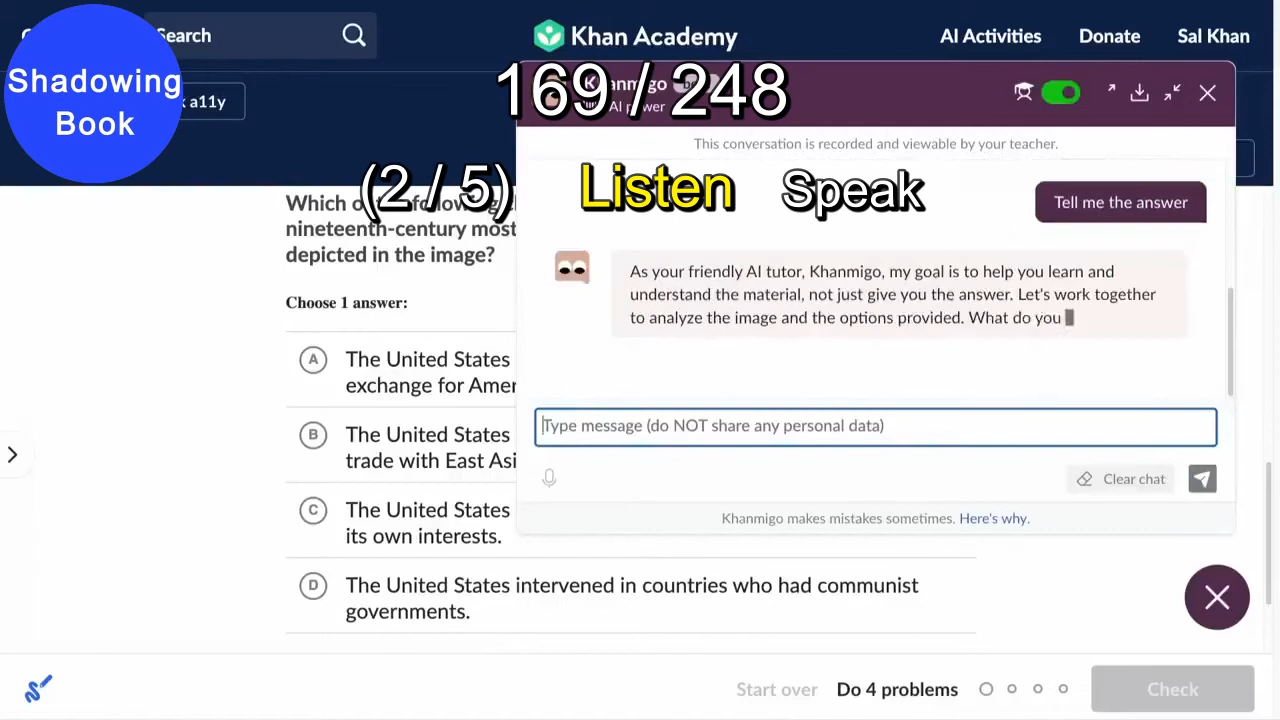 Search
Khan Academy
AI Activities
Donate
Sal Khan
Shadowing
Book
a11y
169 / 248
Khanmigo
AI power
This conversation is recorded and viewable by your teacher.
(2 / 5)
Listen
Speak
Tell me the answer
Which
nineteenth-century most
depicted in the image?
As your friendly AI tutor, Khanmigo, my goal is to help you learn and
understand the material, not just give you the answer. Let's work together
to analyze the image and the options provided. What do you
Choose 1 answer:
A
The United States
exchange for Amer
B
The United States
trade with East Asi
C
The United States
its own interests.
D
The United States intervened in countries who had communist
governments.
Type message (do NOT share any personal data)
Clear chat
Khanmigo makes mistakes sometimes. Here's why.
Start over
Do 4 problems
Check